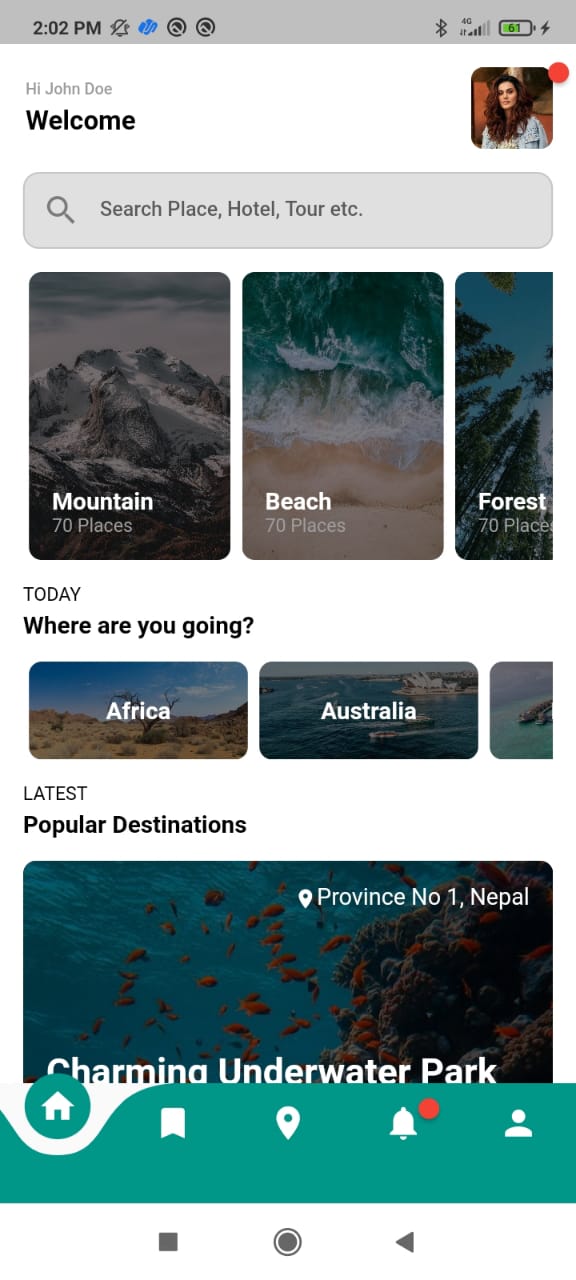 2:02 PM
4G
61
Hi John Doe
Welcome
Search Place, Hotel, Tour etc.
Mountain
70 Places
Beach
70 Places
Forest
70 Places
TODAY
Where are you going?
Africa
Australia
LATEST
Popular Destinations
Province No 1, Nepal
Charming Underwater Park